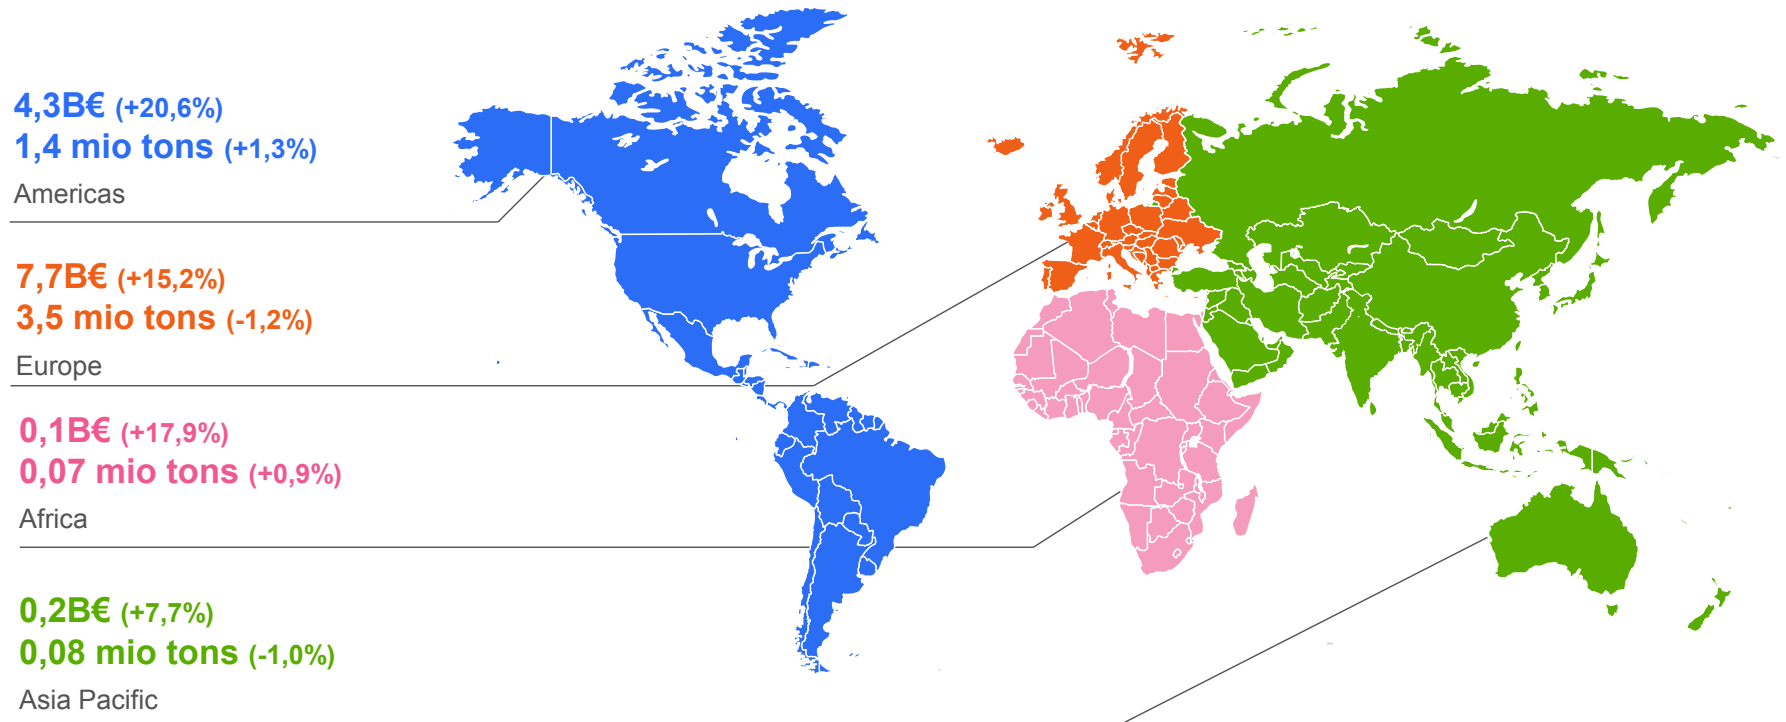 4,3B€ (+20,6%)
1,4 mio tons (+1,3%)
Americas
7,7B€ (+15,2%)
3,5 mio tons (-1,2%)
Europe
0,1B€ (+17,9%)
0,07 mio tons (+0,9%)
Africa
0,2B€ (+7,7%)
0,08 mio tons (-1,0%)
Asia Pacific